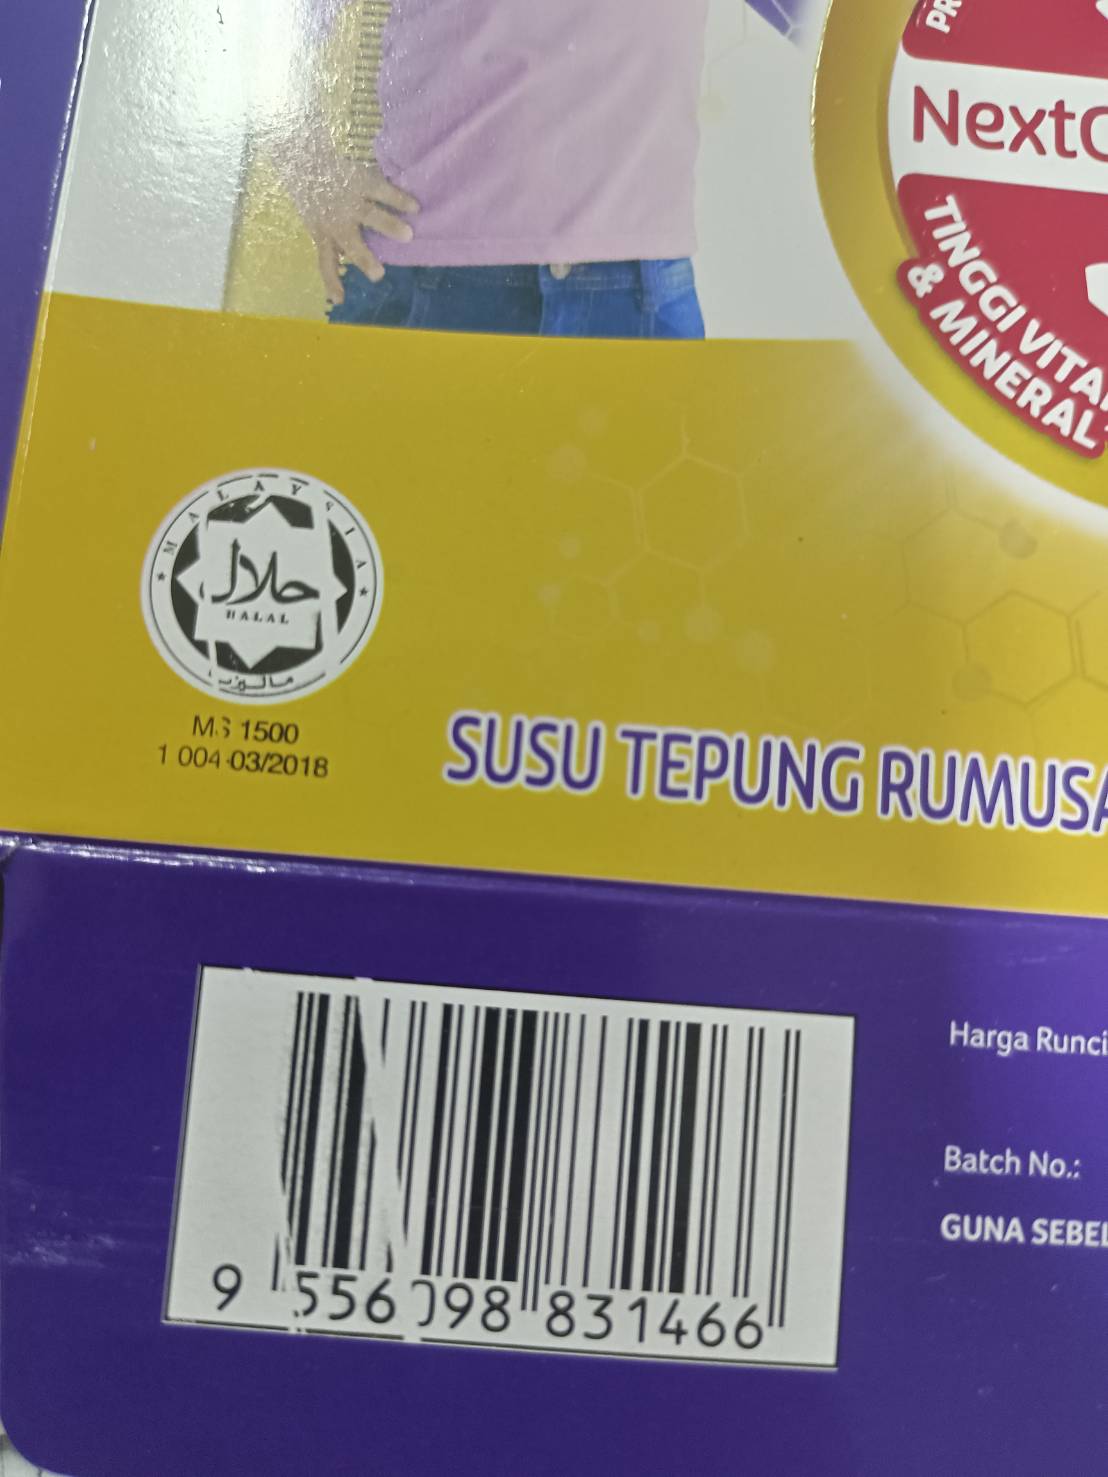 NextG
TINGGI VITA
& MINERAL
MALAYSIA
حلال
HALAL
ماليزيا
MS 1500
1 004-03/2018
SUSU TEPUNG RUMUSA
Harga Runci
Batch No.:
GUNA SEBEL
9 556098 831466